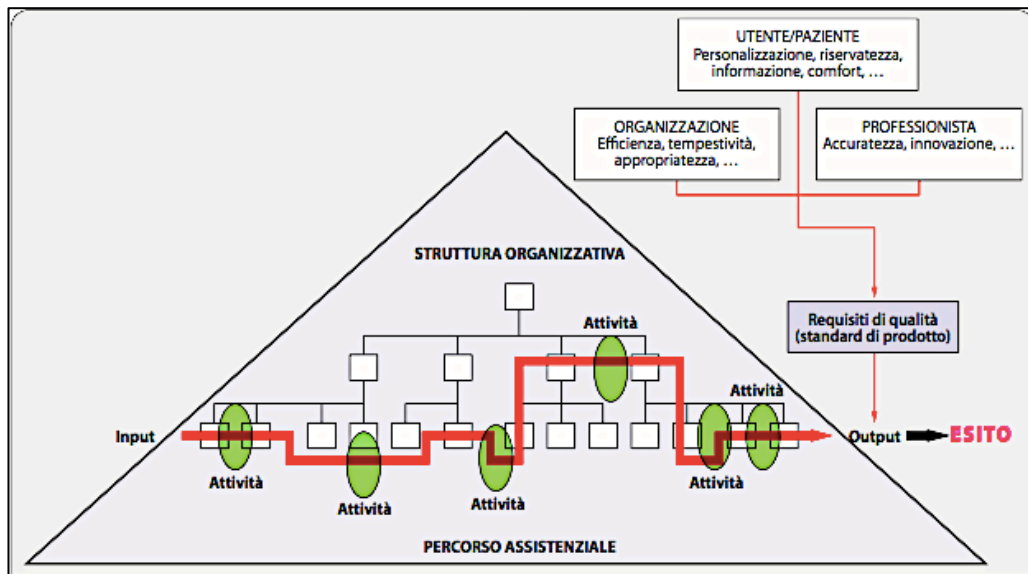 UTENTE/PAZIENTE
Personalizzazione, riservatezza,
informazione, comfort, ...
ORGANIZZAZIONE
Efficienza, tempestività,
appropriatezza, ...
PROFESSIONISTA
Accuratezza, innovazione, ...
STRUTTURA ORGANIZZATIVA
Attività
Requisiti di qualità
(standard di prodotto)
Attività
Input
Output
ESITO
Attività
Attività
Attività
Attività
PERCORSO ASSISTENZIALE